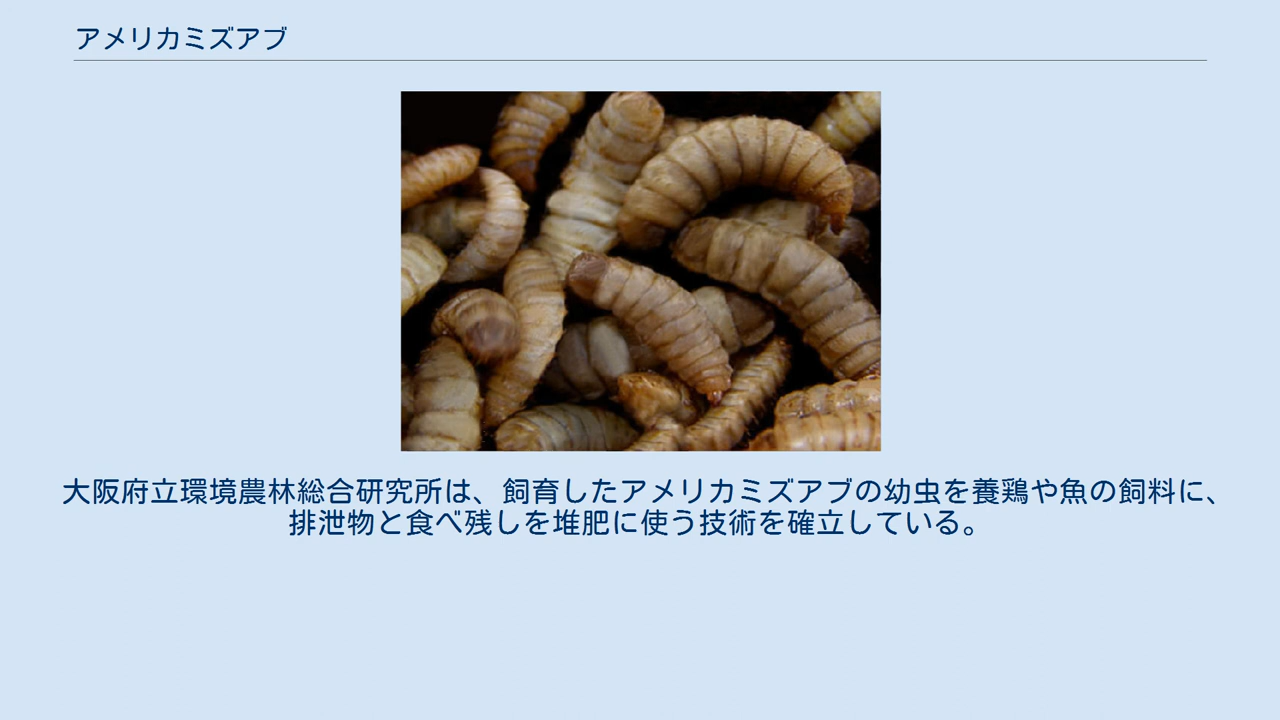 アメリカミズアブ
大阪府立環境農林総合研究所は、飼育したアメリカミズアブの幼虫を養鶏や魚の飼料に、
排泄物と食べ残しを堆肥に使う技術を確立している。